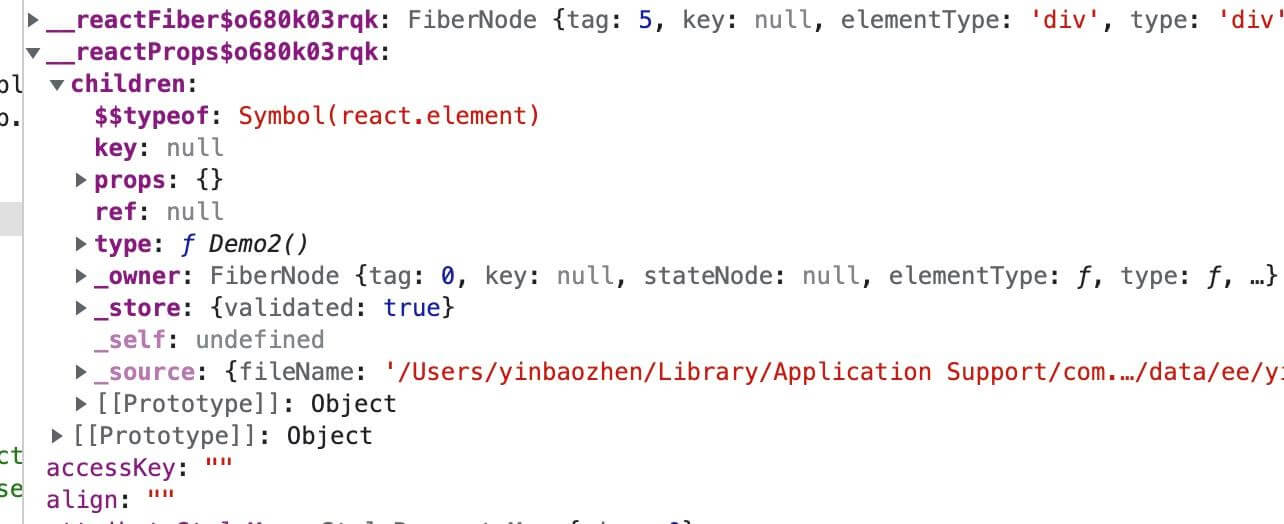 ▶__reactFiber$o680k03rqk: FiberNode {tag: 5, key: null, elementType: 'div', type: 'div'
▼__reactProps$o680k03rqk:
▼children:
$$typeof: Symbol(react.element)
key: null
▶props: {}
ref: null
▶type: ƒ Demo2()
▶_owner: FiberNode {tag: 0, key: null, stateNode: null, elementType: ƒ, type: ƒ, …}
▶_store: {validated: true}
_self: undefined
▶_source: {fileName: '/Users/yinbaozhen/Library/Application Support/com.…/data/ee/yi
▶[[Prototype]]: Object
▶[[Prototype]]: Object
accessKey: ""
align: ""